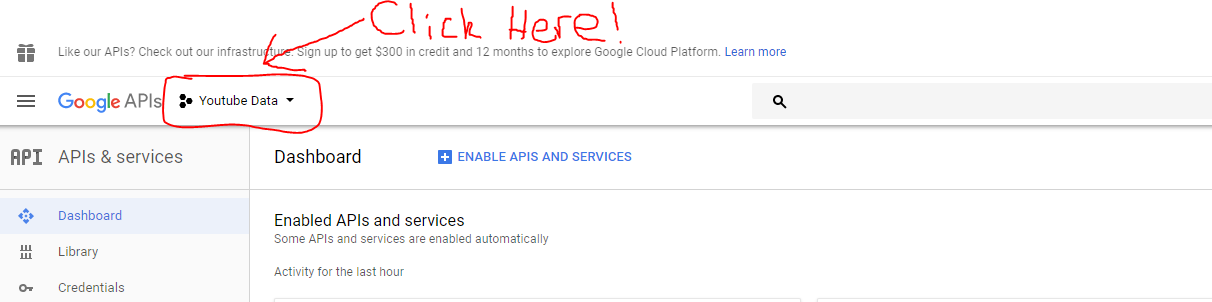 Click Here!
Like our APIs? Check out our infrastructure. Sign up to get $300 in credit and 12 months to explore Google Cloud Platform. Learn more
Google APIs Youtube Data
API APIs & services
Dashboard
ENABLE APIS AND SERVICES
Dashboard
Library
Credentials
Enabled APIs and services
Some APIs and services are enabled automatically
Activity for the last hour